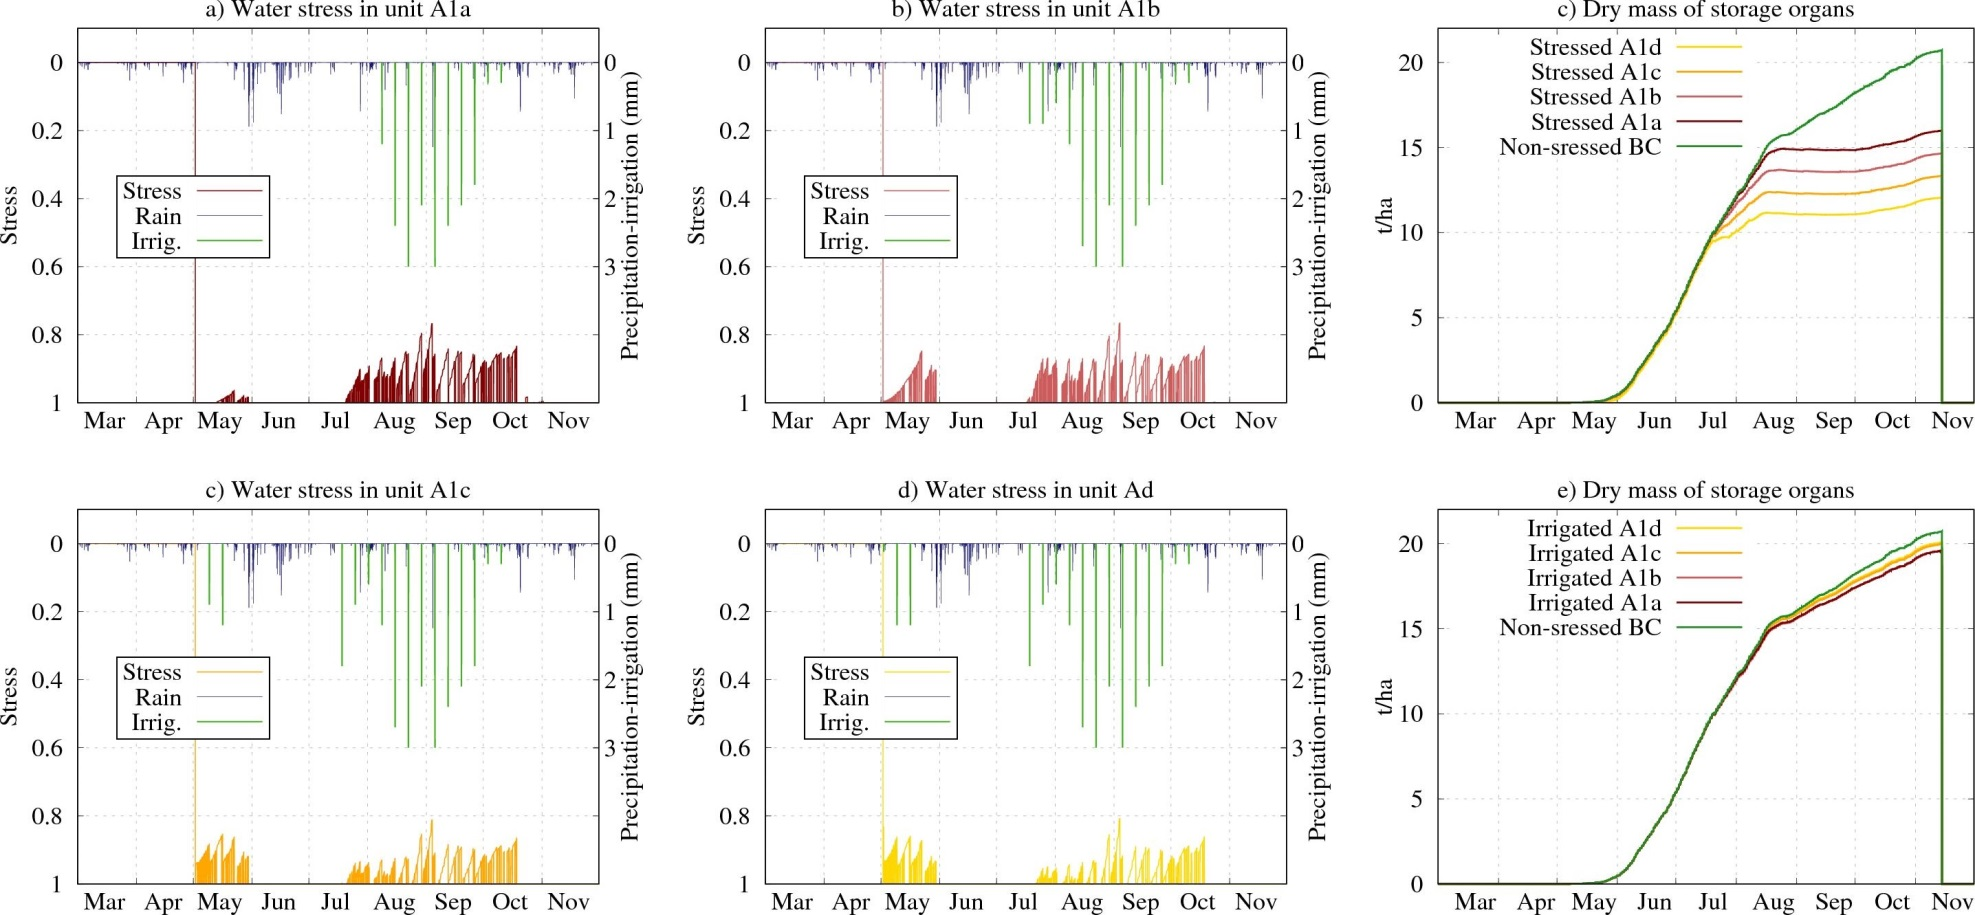 a) Water stress in unit A1a
0
0.2
0.4
0.6
0.8
1
Stress
0
1
2
3
Precipitation-irrigation (mm)
Stress
Rain
Irrig.
Mar Apr May Jun Jul Aug Sep Oct Nov
b) Water stress in unit A1b
0
0.2
0.4
0.6
0.8
1
Stress
0
1
2
3
Precipitation-irrigation (mm)
Stress
Rain
Irrig.
Mar Apr May Jun Jul Aug Sep Oct Nov
c) Dry mass of storage organs
20
15
10
5
0
t/ha
Stressed A1d
Stressed A1c
Stressed A1b
Stressed A1a
Non-sressed BC
Mar Apr May Jun Jul Aug Sep Oct Nov
c) Water stress in unit A1c
0
0.2
0.4
0.6
0.8
1
Stress
0
1
2
3
Precipitation-irrigation (mm)
Stress
Rain
Irrig.
Mar Apr May Jun Jul Aug Sep Oct Nov
d) Water stress in unit Ad
0
0.2
0.4
0.6
0.8
1
Stress
0
1
2
3
Precipitation-irrigation (mm)
Stress
Rain
Irrig.
Mar Apr May Jun Jul Aug Sep Oct Nov
e) Dry mass of storage organs
20
15
10
5
0
t/ha
Irrigated A1d
Irrigated A1c
Irrigated A1b
Irrigated A1a
Non-sressed BC
Mar Apr May Jun Jul Aug Sep Oct Nov